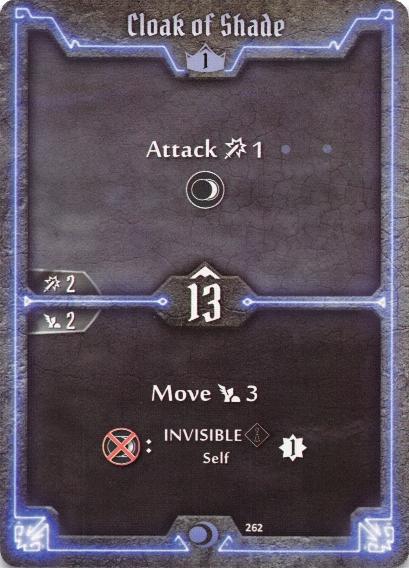 Cloak of Shade
1
Attack 1
2
13
2
Move 3
: INVISIBLE
Self
1
262